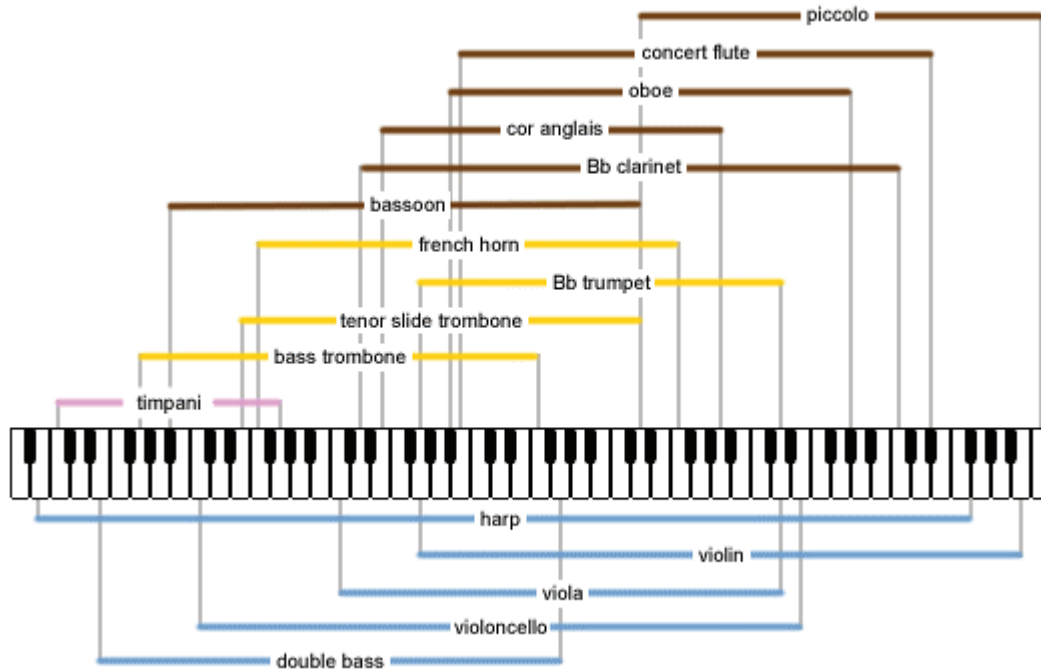 piccolo
concert flute
oboe
cor anglais
Bb clarinet
bassoon
french horn
Bb trumpet
tenor slide trombone
bass trombone
timpani
harp
violin
viola
violoncello
double bass